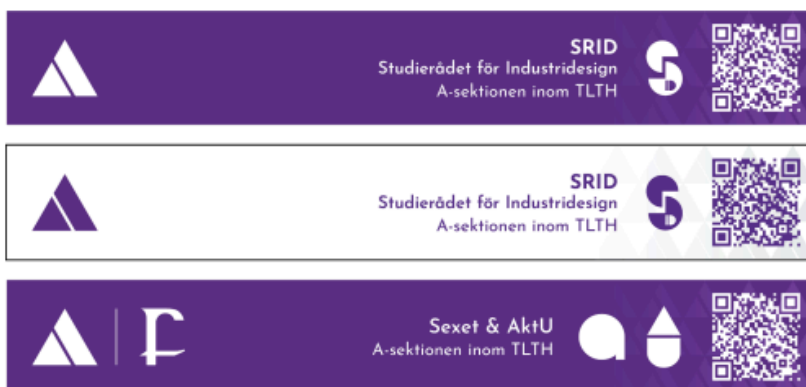 SRID
Studierådet för Industridesign
A-sektionen inom TLTH
SRID
Studierådet för Industridesign
A-sektionen inom TLTH
Sexet & AktU
A-sektionen inom TLTH